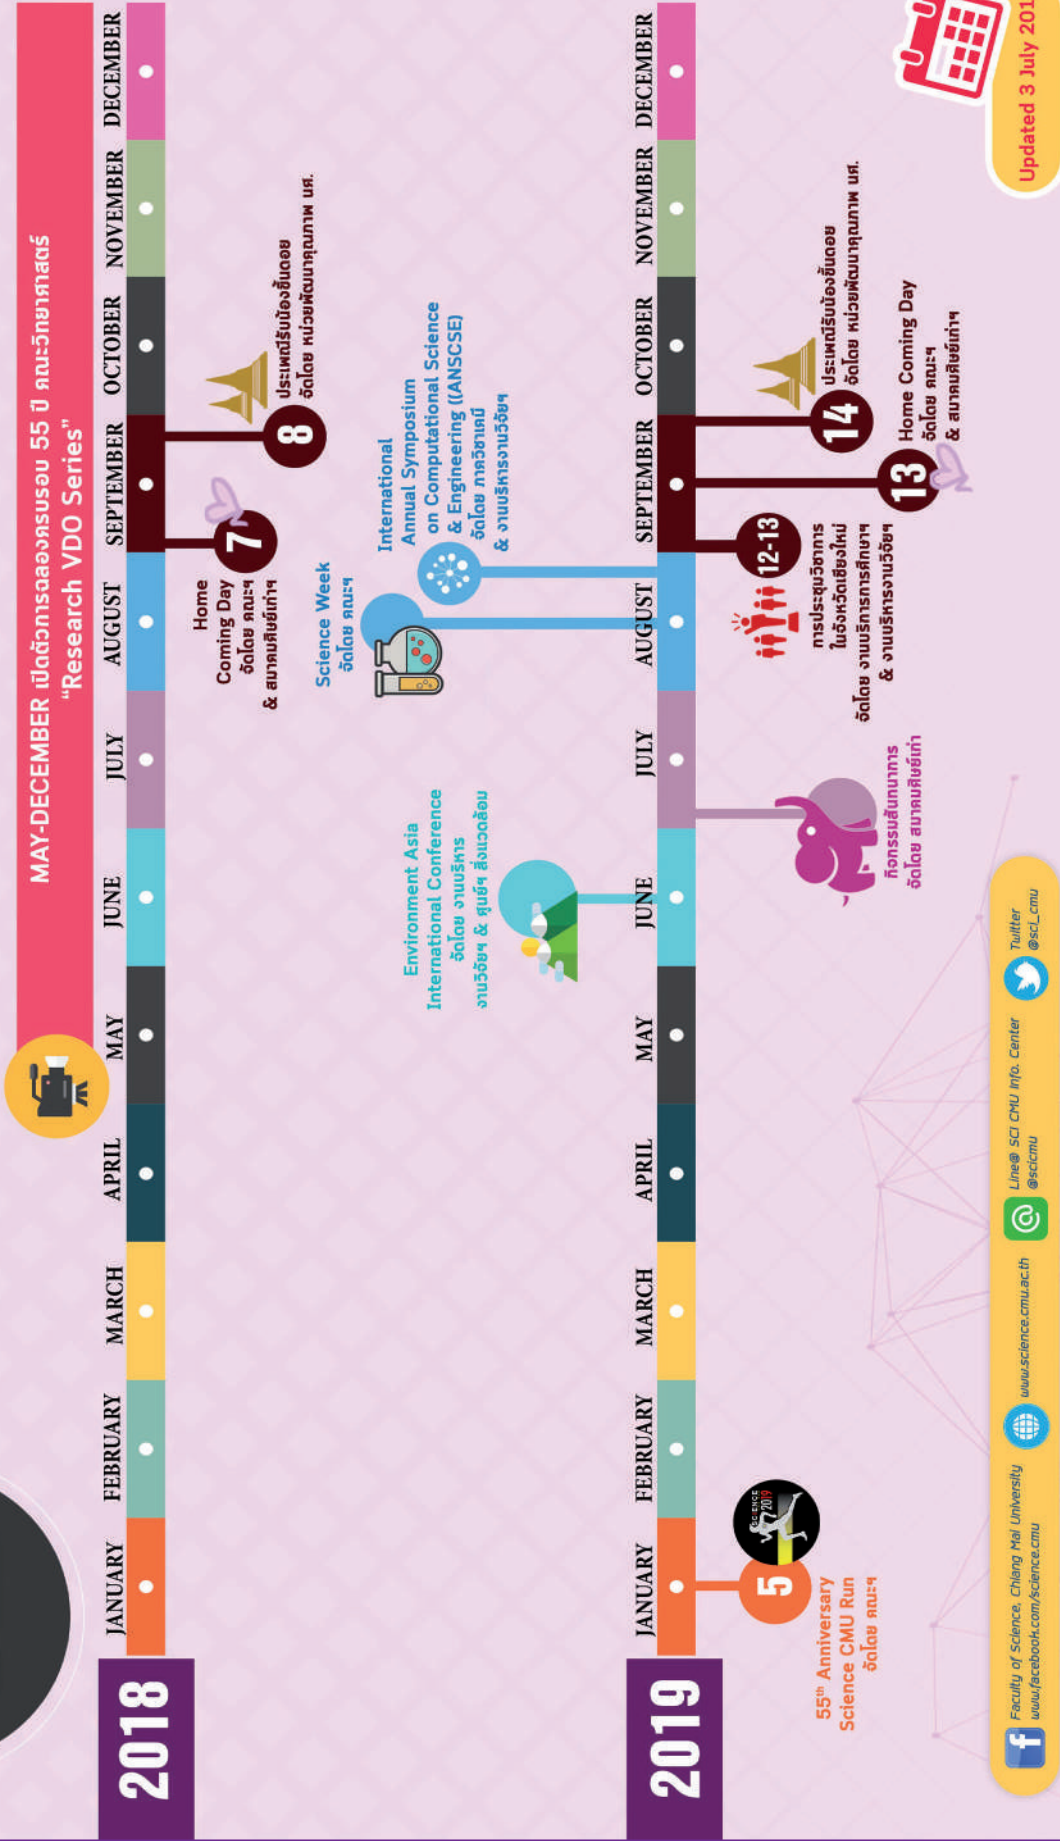 MAY-DECEMBER เปิดตัวการฉลองครบรอบ 55 ปี คณะวิทยาศาสตร์
“Research VDO Series”
2018
JANUARY
FEBRUARY
MARCH
APRIL
MAY
JUNE
JULY
AUGUST
SEPTEMBER
OCTOBER
NOVEMBER
DECEMBER
7
Home
Coming Day
จัดโดย คณะฯ
& สมาคมศิษย์เก่าฯ
8
ประเพณีรับน้องขึ้นดอย
จัดโดย หน่วยพัฒนาคุณภาพ นศ.
Environment Asia
International Conference
จัดโดย งานบริหาร
งานวิจัยฯ & ศูนย์ฯ สิ่งแวดล้อม
Science Week
จัดโดย คณะฯ
International
Annual Symposium
on Computational Science
& Engineering ((ANSCSE)
จัดโดย ภาควิชาเคมี
& งานบริหารงานวิจัยฯ
2019
JANUARY
FEBRUARY
MARCH
APRIL
MAY
JUNE
JULY
AUGUST
SEPTEMBER
OCTOBER
NOVEMBER
DECEMBER
5
SCIENCE
2019
55th Anniversary
Science CMU Run
จัดโดย คณะฯ
กิจกรรมสันทนาการ
จัดโดย สมาคมศิษย์เก่า
12-13
การประชุมวิชาการ
ในจังหวัดเชียงใหม่
จัดโดย งานบริการการศึกษาฯ
& งานบริหารงานวิจัยฯ
13
Home Coming Day
จัดโดย คณะฯ
& สมาคมศิษย์เก่าฯ
14
ประเพณีรับน้องขึ้นดอย
จัดโดย หน่วยพัฒนาคุณภาพ นศ.
Faculty of Science, Chiang Mai University
www.facebook.com/science.cmu
www.science.cmu.ac.th
Line@ SCI CMU Info. Center
@scicmu
Twitter
@sci_cmu
Updated 3 July 201